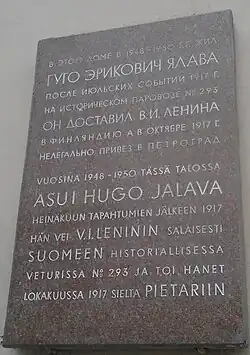 В ЭТОМ ДОМЕ В 1948-1950 Г.Г. ЖИЛ
ГУГО ЭРИКОВИЧ ЯЛАВА
ПОСЛЕ ИЮЛЬСКИХ СОБЫТИЙ 1917 Г.
НА ИСТОРИЧЕСКОМ ПАРОВОЗЕ № 293
ОН ДОСТАВИЛ В.И. ЛЕНИНА
В ФИНЛЯНДИЮ А В ОКТЯБРЕ 1917 Г.
НЕЛЕГАЛЬНО ПРИВЕЗ В ПЕТРОГРАД
VUOSINA 1948-1950 TÄSSÄ TALOSSA
ASUI HUGO JALAVA
HEINÄKUUN TAPAHTUMIEN JÄLKEEN 1917
HÄN VEI V.I. LENININ SALAISESTI
SUOMEEN HISTORIALLISESSA
VETURISSA № 293 JA TOI HÄNET
LOKAKUUSSA 1917 SIELTÄ PIETARIIN